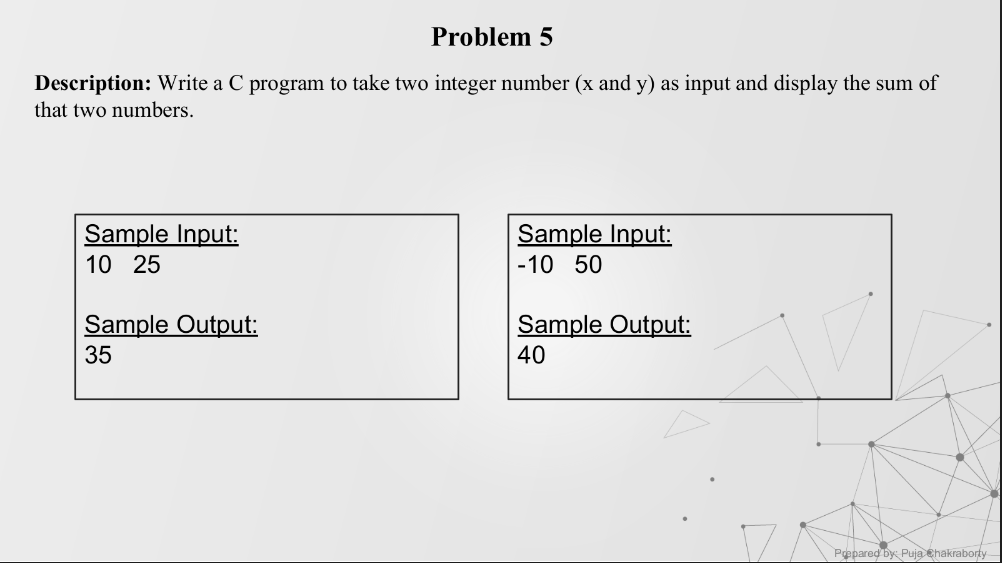 Problem 5
Description: Write a C program to take two integer number (x and y) as input and display the sum of
that two numbers.
Sample Input:
10 25
Sample Output:
35
Sample Input:
-10 50
Sample Output:
40
Prepared by: Puja Chakraborty